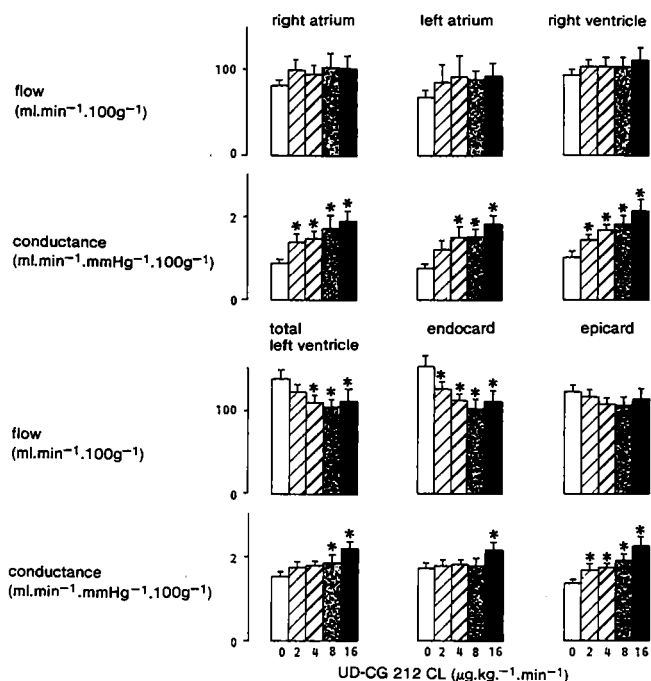 right atrium left atrium right ventricle
100
flow
(ml.min⁻¹.100g⁻¹)
0
* * * * * * * * * * *
2
conductance
(ml.min⁻¹.mmHg⁻¹.100g⁻¹)
0
total
left ventricle endocard epicard
* * * * * * *
100
flow
(ml.min⁻¹.100g⁻¹)
0
* * * * * * *
2
conductance
(ml.min⁻¹.mmHg⁻¹.100g⁻¹)
0
0 2 4 8 16 0 2 4 8 16 0 2 4 8 16
UD-CG 212 CL (µg.kg.⁻¹.min⁻¹)